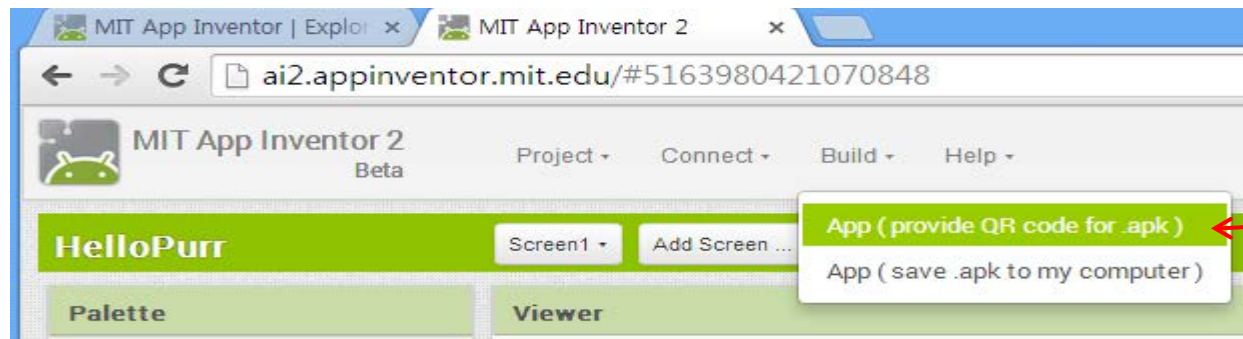 MIT App Inventor | Explor
MIT App Inventor 2
ai2.appinventor.mit.edu/#5163980421070848
MIT App Inventor 2
Beta
Project
Connect
Build
Help
HelloPurr
Screen1
Add Screen ...
App ( provide QR code for .apk )
App ( save .apk to my computer )
Palette
Viewer